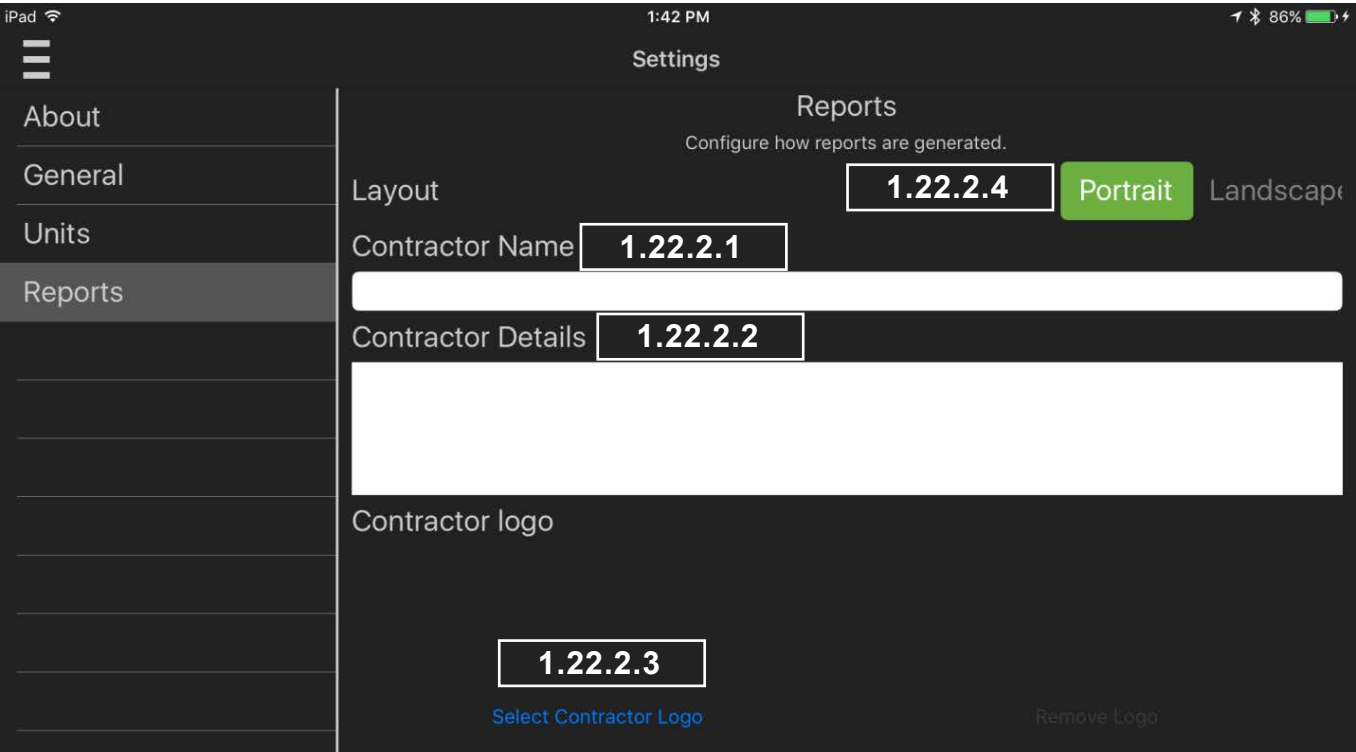 iPad 1:42 PM 86%
Settings
About
General
Units
Reports
Reports
Configure how reports are generated.
Layout 1.22.2.4 Portrait Landscape
Contractor Name 1.22.2.1
Contractor Details 1.22.2.2
Contractor logo
1.22.2.3
Select Contractor Logo Remove Logo